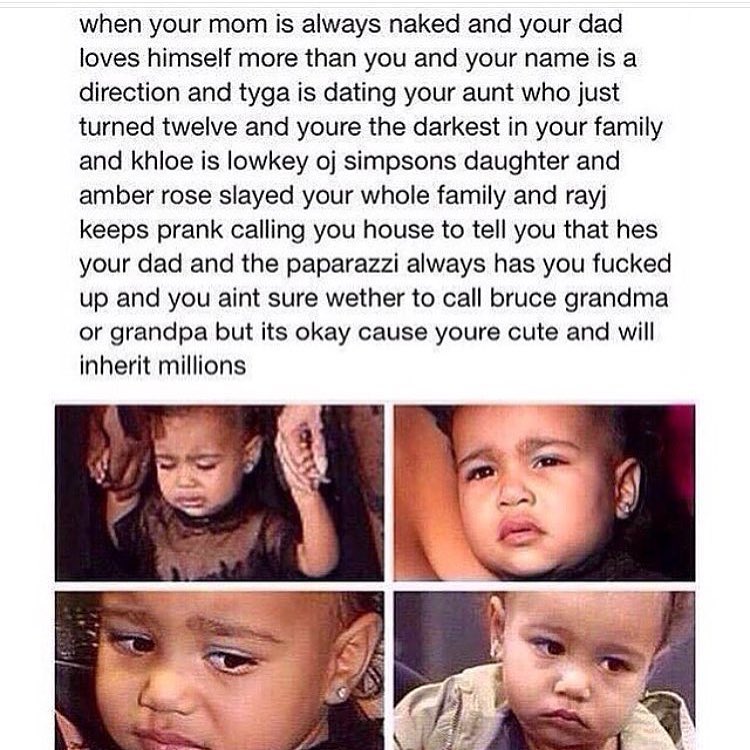 when your mom is always naked and your dad
loves himself more than you and your name is a
direction and tyga is dating your aunt who just
turned twelve and youre the darkest in your family
and khloe is lowkey oj simpsons daughter and
amber rose slayed your whole family and rayj
keeps prank calling you house to tell you that hes
your dad and the paparazzi always has you fucked
up and you aint sure wether to call bruce grandma
or grandpa but its okay cause youre cute and will
inherit millions